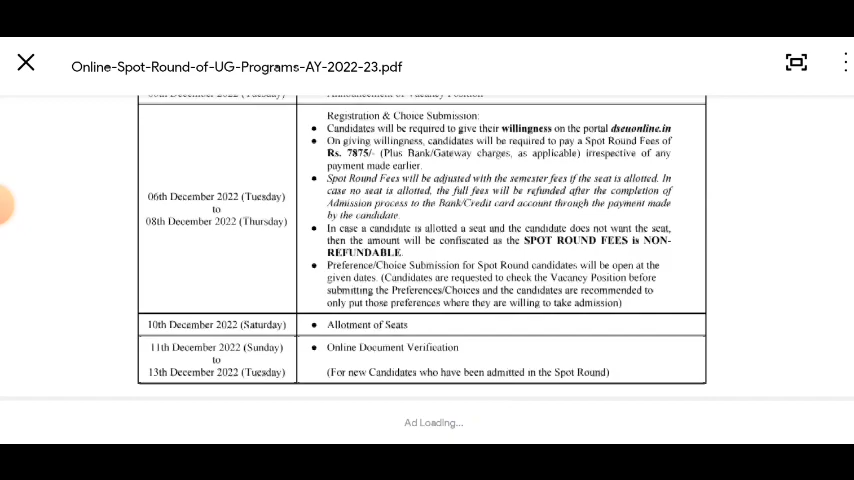 Online-Spot-Round-of-UG-Programs-AY-2022-23.pdf
06th December 2022 (Tuesday) Announcement of Vacancy Position
06th December 2022 (Tuesday)
to
08th December 2022 (Thursday)
Registration & Choice Submission:
● Candidates will be required to give their willingness on the portal dseuonline.in
● On giving willingness, candidates will be required to pay a Spot Round Fees of
Rs. 7875/- (Plus Bank/Gateway charges, as applicable) irrespective of any
payment made earlier.
● Spot Round Fees will be adjusted with the semester fees if the seat is allotted. In
case no seat is allotted, the full fees will be refunded after the completion of
Admission process to the Bank/Credit card account through the payment made
by the candidate.
● In case a candidate is allotted a seat and the candidate does not want the seat,
then the amount will be confiscated as the SPOT ROUND FEES is NON-
REFUNDABLE.
● Preference/Choice Submission for Spot Round candidates will be open at the
given dates. (Candidates are requested to check the Vacancy Position before
submitting the Preferences/Choices and the candidates are recommended to
only put those preferences where they are willing to take admission)
10th December 2022 (Saturday)
● Allotment of Seats
11th December 2022 (Sunday)
to
13th December 2022 (Tuesday)
● Online Document Verification
(For new Candidates who have been admitted in the Spot Round)
Ad Loading...